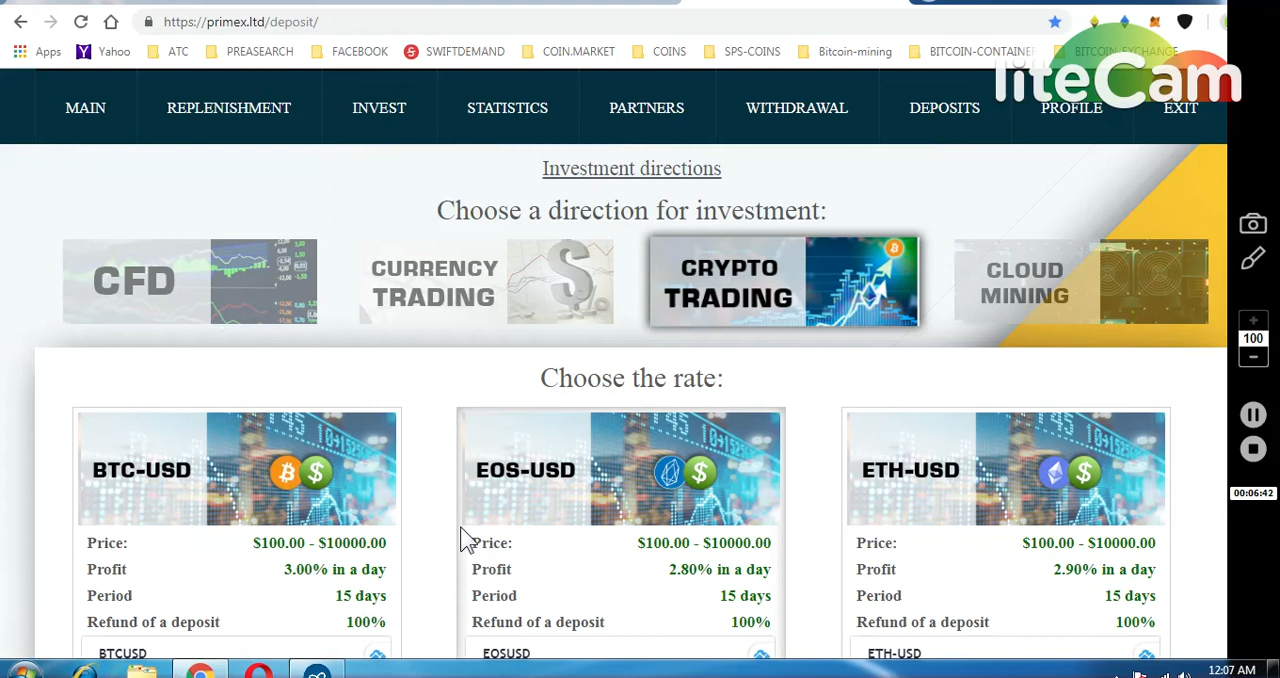 https://primex.ltd/deposit/
Apps Yahoo ATC PREASEARCH FACEBOOK SWIFTDEMAND COIN.MARKET COINS SPS-COINS Bitcoin-mining BITCOIN-CONTAINE BITCOIN-EXCHANGE
liteCam
MAIN REPLENISHMENT INVEST STATISTICS PARTNERS WITHDRAWAL DEPOSITS PROFILE EXIT
Investment directions
Choose a direction for investment:
CFD
CURRENCY
TRADING
CRYPTO
TRADING
CLOUD
MINING
100
Choose the rate:
BTC-USD EOS-USD ETH-USD
00:06:42
Price: $100.00 - $10000.00 Price: $100.00 - $10000.00 Price: $100.00 - $10000.00
Profit 3.00% in a day Profit 2.80% in a day Profit 2.90% in a day
Period 15 days Period 15 days Period 15 days
Refund of a deposit 100% Refund of a deposit 100% Refund of a deposit 100%
BTCUSD EOSUSD ETH-USD
12:07 AM